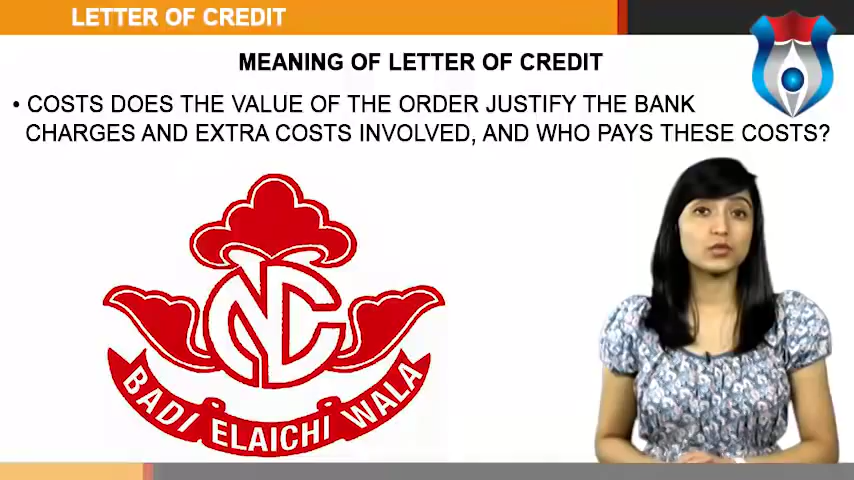 LETTER OF CREDIT
MEANING OF LETTER OF CREDIT
• COSTS DOES THE VALUE OF THE ORDER JUSTIFY THE BANK
CHARGES AND EXTRA COSTS INVOLVED, AND WHO PAYS THESE COSTS?
NC
BADI ELAICHI WALA